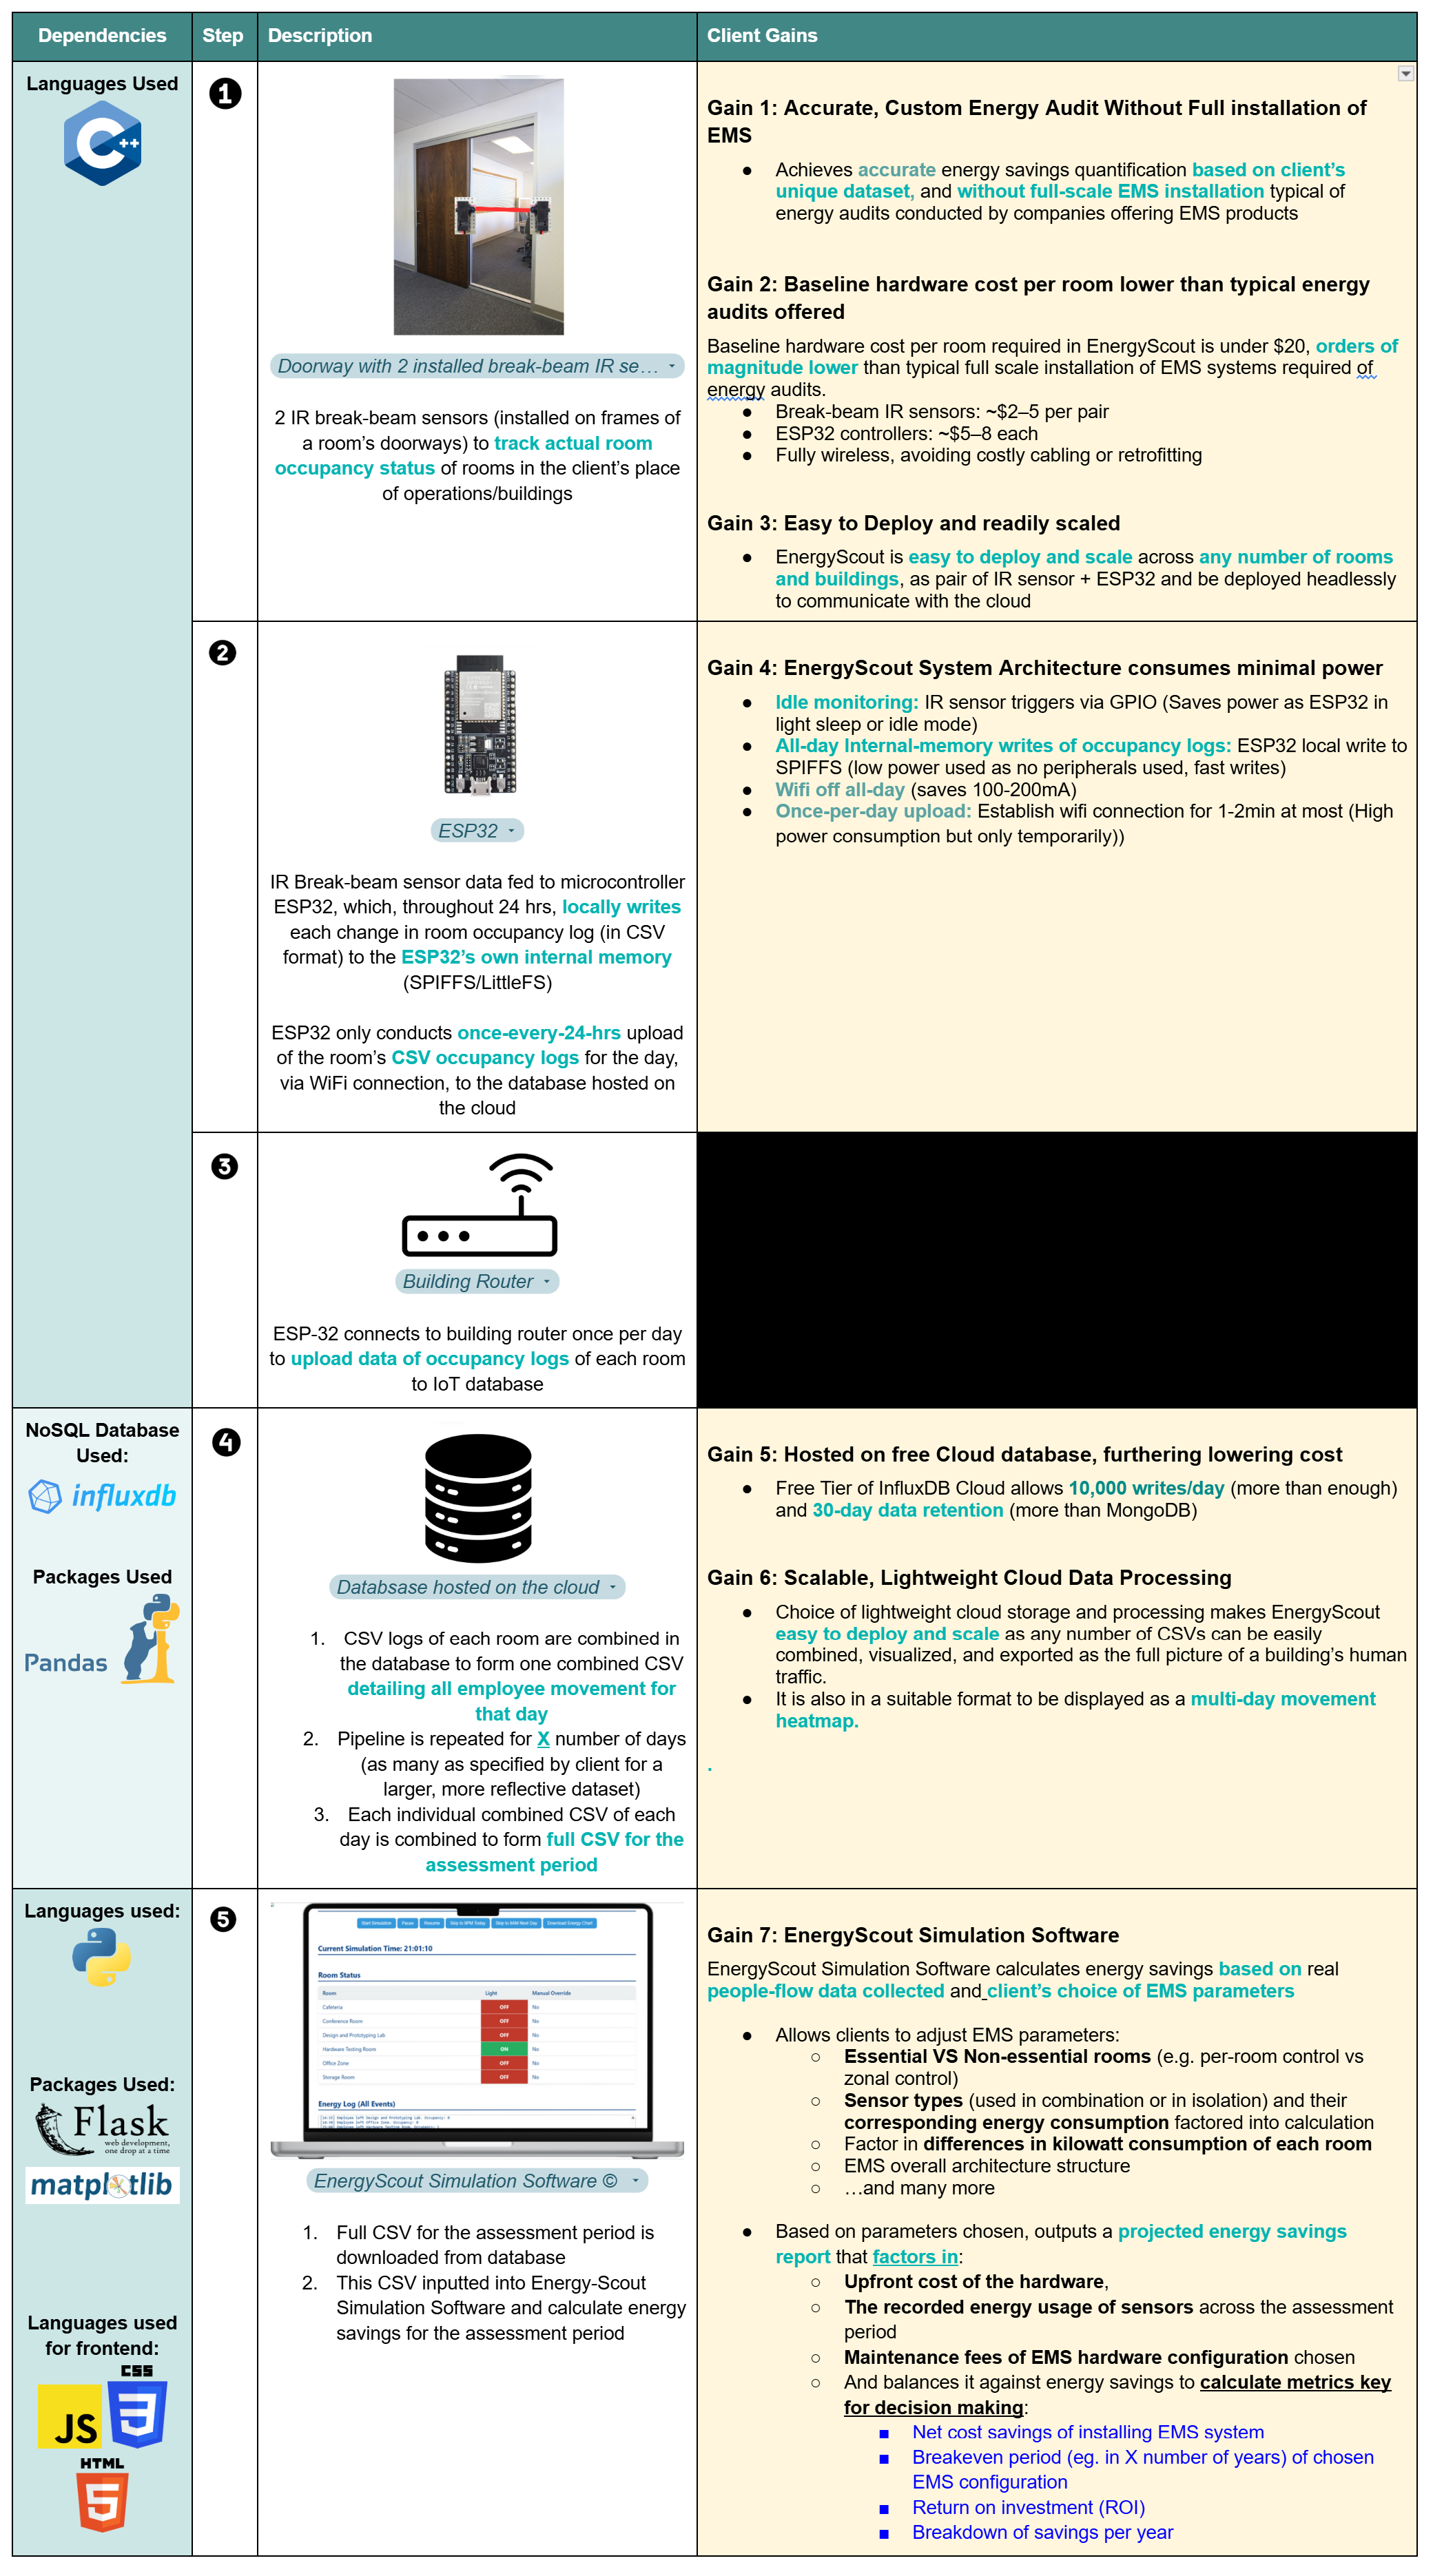 Dependencies
Step
Description
Client Gains
Languages Used
C++
1
Doorway with 2 installed break-beam IR se...
2 IR break-beam sensors (installed on frames of
a room's doorways) to track actual room
occupancy status of rooms in the client's place
of operations/buildings
Gain 1: Accurate, Custom Energy Audit Without Full installation of
EMS
● Achieves accurate energy savings quantification based on client's
unique dataset, and without full-scale EMS installation typical of
energy audits conducted by companies offering EMS products
Gain 2: Baseline hardware cost per room lower than typical energy
audits offered
Baseline hardware cost per room required in EnergyScout is under $20, orders of
magnitude lower than typical full scale installation of EMS systems required of
energy audits.
● Break-beam IR sensors: ~$2–5 per pair
● ESP32 controllers: ~$5–8 each
● Fully wireless, avoiding costly cabling or retrofitting
Gain 3: Easy to Deploy and readily scaled
● EnergyScout is easy to deploy and scale across any number of rooms
and buildings, as pair of IR sensor + ESP32 and be deployed headlessly
to communicate with the cloud
2
ESP32
IR Break-beam sensor data fed to microcontroller
ESP32, which, throughout 24 hrs, locally writes
each change in room occupancy log (in CSV
format) to the ESP32's own internal memory
(SPIFFS/LittleFS)
ESP32 only conducts once-every-24-hrs upload
of the room's CSV occupancy logs for the day,
via WiFi connection, to the database hosted on
the cloud
Gain 4: EnergyScout System Architecture consumes minimal power
● Idle monitoring: IR sensor triggers via GPIO (Saves power as ESP32 in
light sleep or idle mode)
● All-day Internal-memory writes of occupancy logs: ESP32 local write to
SPIFFS (low power used as no peripherals used, fast writes)
● Wifi off all-day (saves 100-200mA)
● Once-per-day upload: Establish wifi connection for 1-2min at most (High
power consumption but only temporarily))
3
Building Router
ESP-32 connects to building router once per day
to upload data of occupancy logs of each room
to IoT database
NoSQL Database
Used:
influxdb
Packages Used
Pandas
4
Databsase hosted on the cloud
1. CSV logs of each room are combined in
the database to form one combined CSV
detailing all employee movement for
that day
2. Pipeline is repeated for X number of days
(as many as specified by client for a
larger, more reflective dataset)
3. Each individual combined CSV of each
day is combined to form full CSV for the
assessment period
Gain 5: Hosted on free Cloud database, furthering lowering cost
● Free Tier of InfluxDB Cloud allows 10,000 writes/day (more than enough)
and 30-day data retention (more than MongoDB)
Gain 6: Scalable, Lightweight Cloud Data Processing
● Choice of lightweight cloud storage and processing makes EnergyScout
easy to deploy and scale as any number of CSVs can be easily
combined, visualized, and exported as the full picture of a building's human
traffic.
● It is also in a suitable format to be displayed as a multi-day movement
heatmap.
.
Languages used:
Packages Used:
Flask
web development,
one drop at a time
matplotlib
Languages used
for frontend:
CSS
3
JS
HTML
5
5
Start Simulation Pause Resume Skip to 8PM Today Skip to 8AM Next Day Download Energy Chart
Current Simulation Time: 21:01:10
Room Status
Room Light Manual Override
Cafeteria OFF No
Conference Room OFF No
Design and Prototyping Lab OFF No
Hardware Testing Room ON No
Office Zone OFF No
Storage Room OFF No
Energy Log (All Events)
EnergyScout Simulation Software ©
1. Full CSV for the assessment period is
downloaded from database
2. This CSV inputted into Energy-Scout
Simulation Software and calculate energy
savings for the assessment period
Gain 7: EnergyScout Simulation Software
EnergyScout Simulation Software calculates energy savings based on real
people-flow data collected and client's choice of EMS parameters
● Allows clients to adjust EMS parameters:
○ Essential VS Non-essential rooms (e.g. per-room control vs
zonal control)
○ Sensor types (used in combination or in isolation) and their
corresponding energy consumption factored into calculation
○ Factor in differences in kilowatt consumption of each room
○ EMS overall architecture structure
○ …and many more
● Based on parameters chosen, outputs a projected energy savings
report that factors in:
○ Upfront cost of the hardware,
○ The recorded energy usage of sensors across the assessment
period
○ Maintenance fees of EMS hardware configuration chosen
○ And balances it against energy savings to calculate metrics key
for decision making:
■ Net cost savings of installing EMS system
■ Breakeven period (eg. in X number of years) of chosen
EMS configuration
■ Return on investment (ROI)
■ Breakdown of savings per year